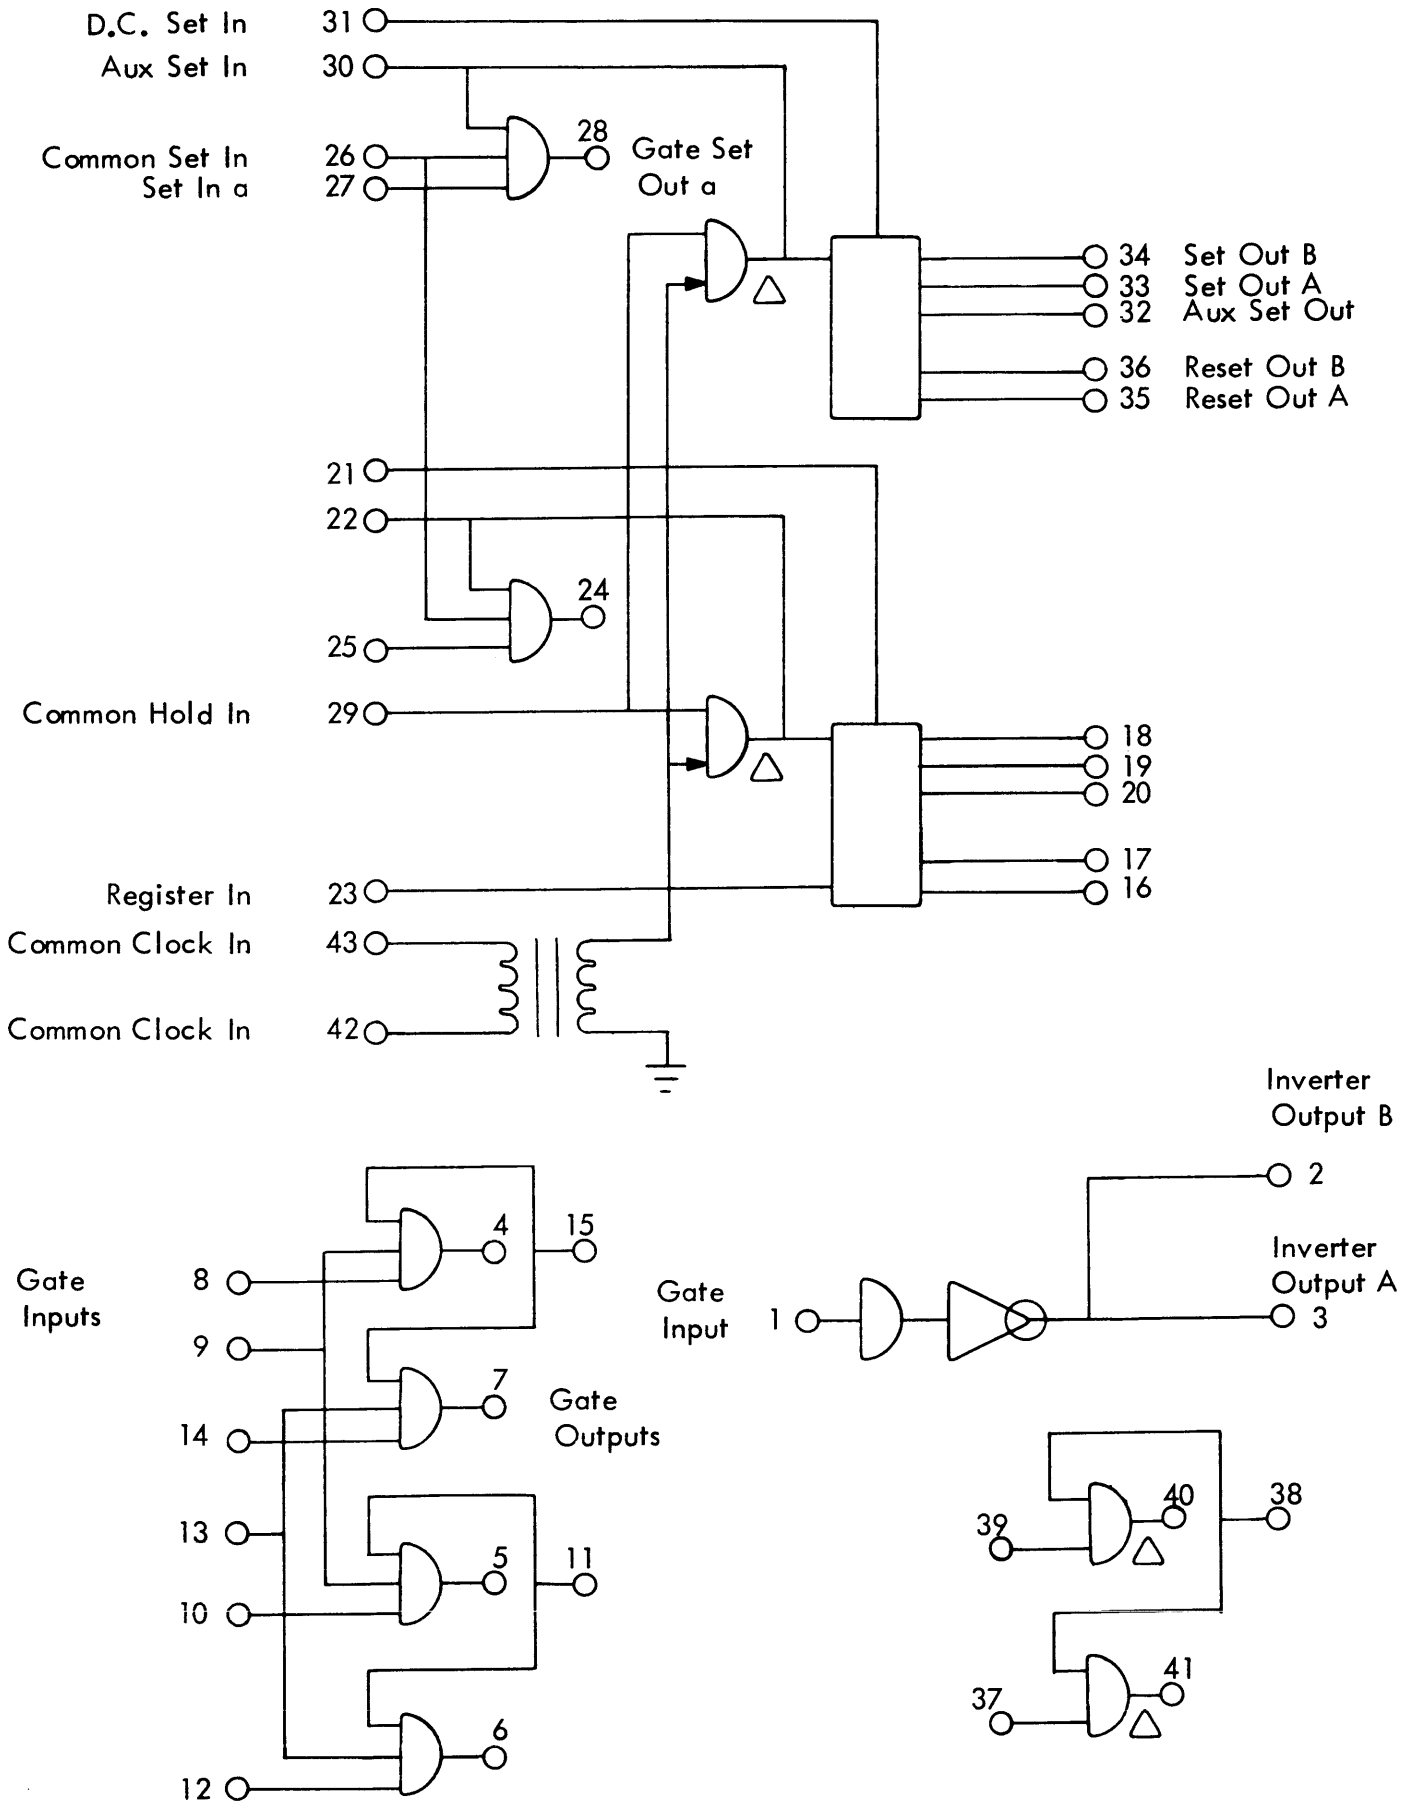 D.C. Set In 31
Aux Set In 30
28 Gate Set
Out a
Common Set In 26
Set In a 27
34 Set Out B
33 Set Out A
32 Aux Set Out
36 Reset Out B
35 Reset Out A
21
22
24
25
Common Hold In 29
18
19
20
17
16
Register In 23
Common Clock In 43
Common Clock In 42
Inverter
Output B
2
Inverter
Output A
3
Gate
Input
1
4
15
Gate
Inputs
8
9
7
Gate
Outputs
14
13
5
11
10
6
12
40
38
39
41
37